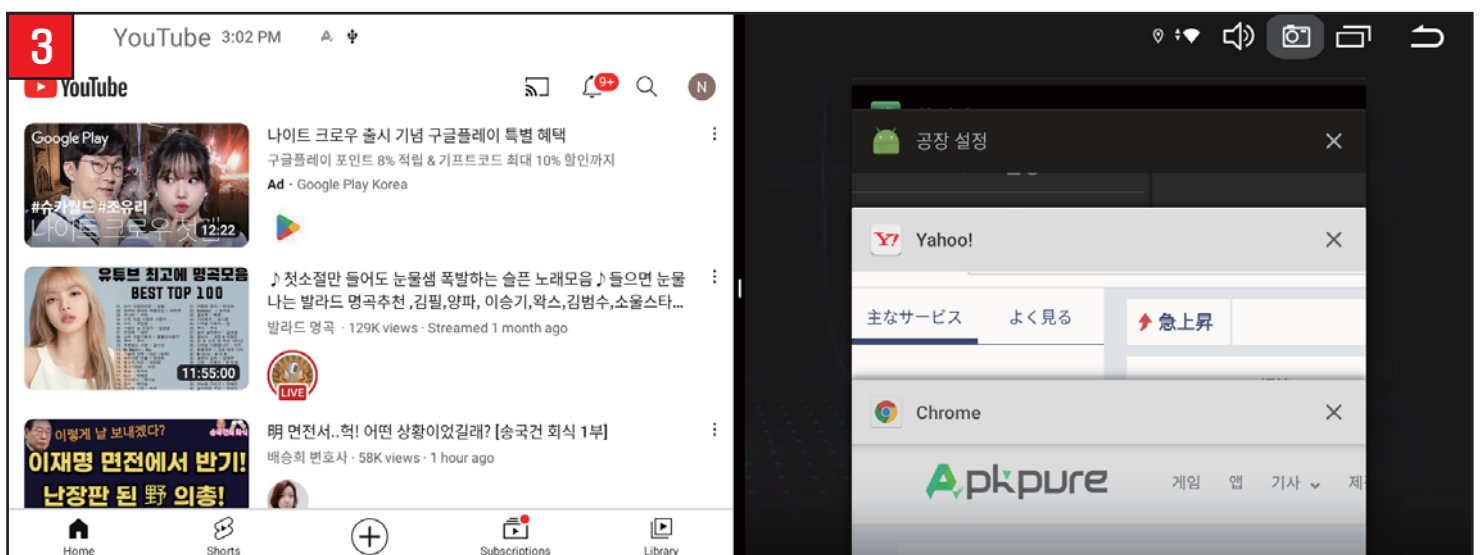 3
YouTube 3:02 PM
YouTube
9+
N
Google Play
#슈카월드 #조유리
나이트 크로우 첫
12:22
나이트 크로우 출시 기념 구글플레이 특별 혜택
구글플레이 포인트 8% 적립 & 기프트코드 최대 10% 할인까지
Ad · Google Play Korea
유튜브 최고에 명곡모음
BEST TOP 100
11:55:00
♪첫소절만 들어도 눈물샘 폭발하는 슬픈 노래모음♪들으면 눈물
나는 발라드 명곡추천 ,김필,양파, 이승기,왁스,김범수,소울스타...
발라드 명곡 · 129K views · Streamed 1 month ago
LIVE
이렇게 날 보내겠다?
이재명 면전에서 반기!
난장판 된 野 의총!
明 면전서..헉! 어떤 상황이었길래? [송국건 회식 1부]
배승희 변호사 · 58K views · 1 hour ago
Home
Shorts
Subscriptions
Library
공장 설정
Yahoo!
主なサービス よく見る
急上昇
Chrome
Apkpure
게임 앱 기사